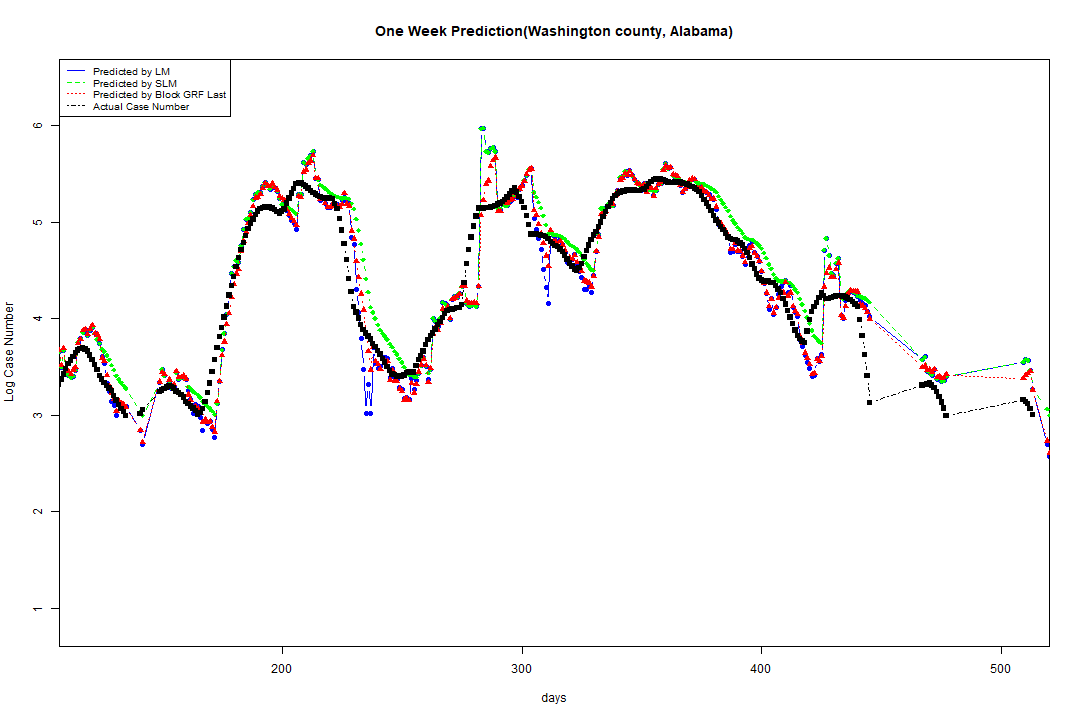 One Week Prediction(Washington county, Alabama)
Predicted by LM
Predicted by SLM
Predicted by Block GRF Last
Actual Case Number
6
5
4
3
2
1
Log Case Number
200 300 400 500
days